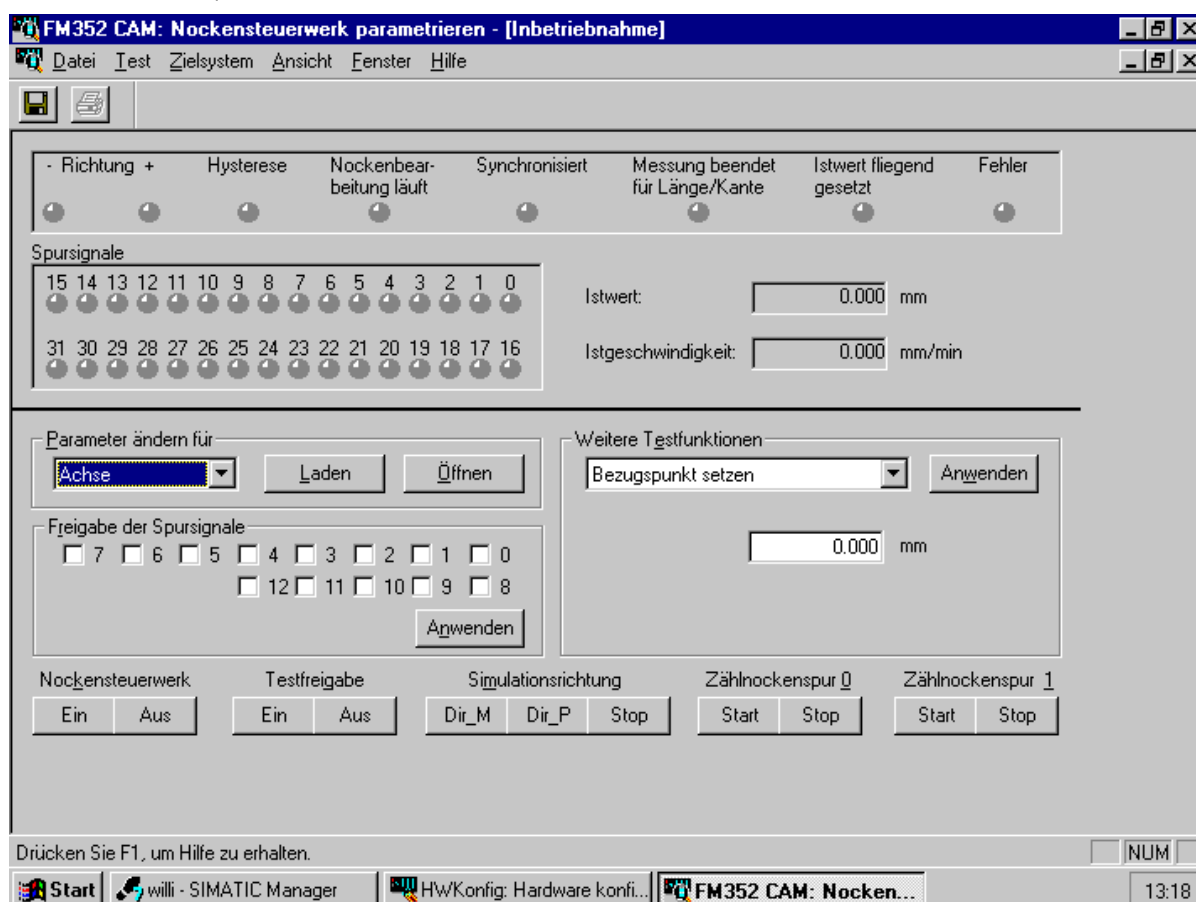 FM352 CAM: Nockensteuerwerk parametrieren - [Inbetriebnahme]
Datei Test Zielsystem Ansicht Fenster Hilfe
- Richtung + Hysterese Nockenbear- Synchronisiert Messung beendet Istwert fliegend Fehler
beitung läuft für Länge/Kante gesetzt
Spursignale
15 14 13 12 11 10 9 8 7 6 5 4 3 2 1 0
Istwert: 0.000 mm
31 30 29 28 27 26 25 24 23 22 21 20 19 18 17 16
Istgeschwindigkeit: 0.000 mm/min
Parameter ändern für Weitere Testfunktionen
Achse Laden Öffnen Bezugspunkt setzen Anwenden
Freigabe der Spursignale
7 6 5 4 3 2 1 0
0.000 mm
12 11 10 9 8
Anwenden
Nockensteuerwerk Testfreigabe Simulationsrichtung Zählnockenspur 0 Zählnockenspur 1
Ein Aus Ein Aus Dir_M Dir_P Stop Start Stop Start Stop
Drücken Sie F1, um Hilfe zu erhalten. NUM
Start willi - SIMATIC Manager HWKonfig: Hardware konfi... FM352 CAM: Nocken... 13:18